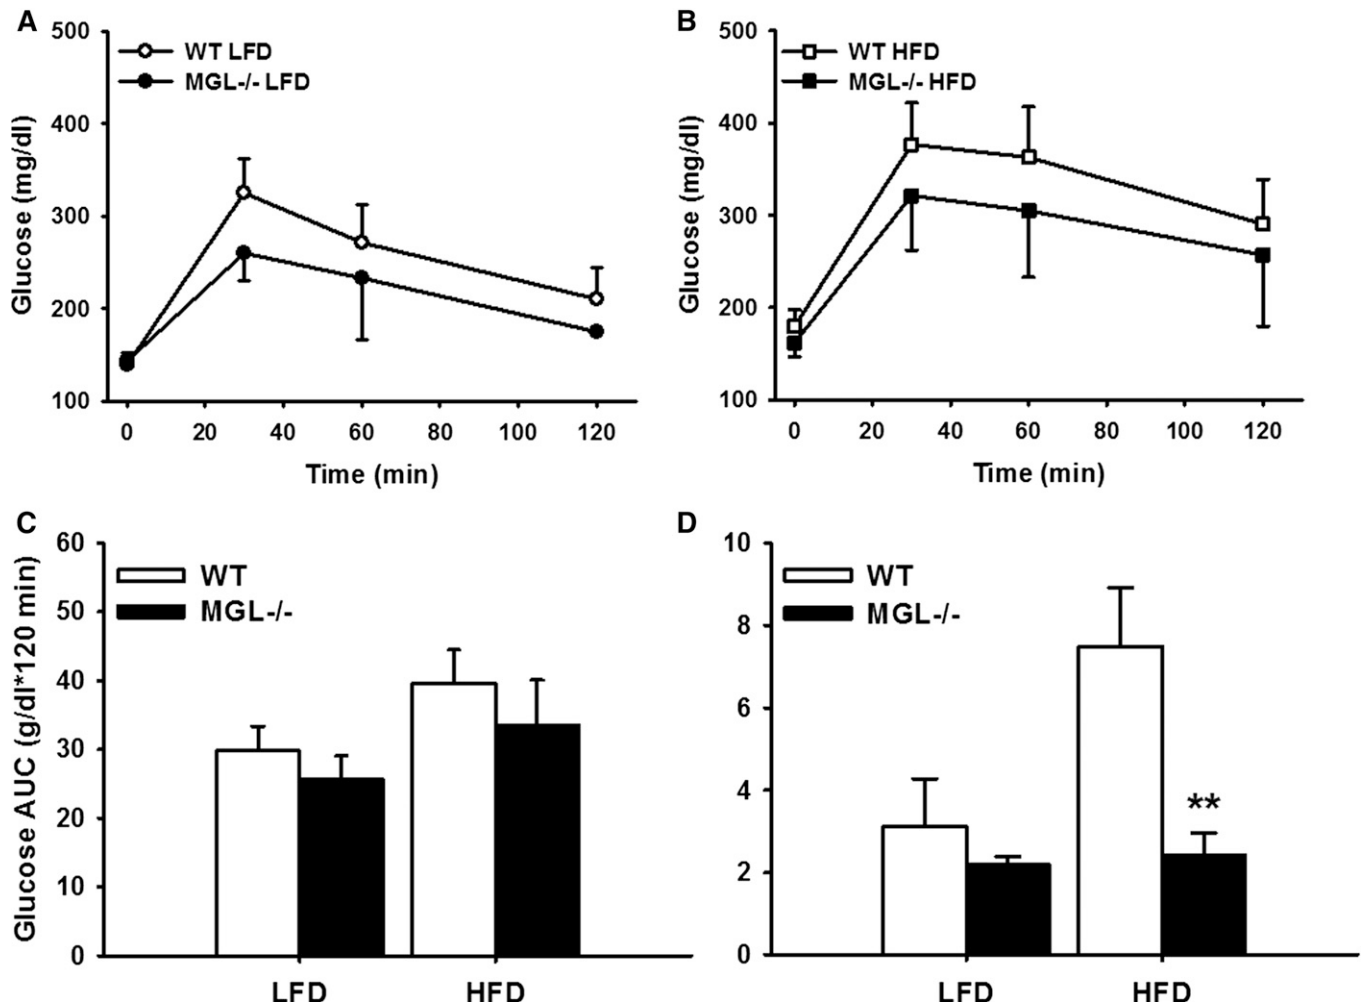 A
500
400
300
200
100
Glucose (mg/dl)
WT LFD
MGL-/- LFD
0 20 40 60 80 100 120
Time (min)
B
500
400
300
200
100
Glucose (mg/dl)
WT HFD
MGL-/- HFD
0 20 40 60 80 100 120
Time (min)
C
60
50
40
30
20
10
0
Glucose AUC (g/dl*120 min)
WT
MGL-/-
LFD HFD
D
10
8
6
4
2
0
WT
MGL-/-
**
LFD HFD